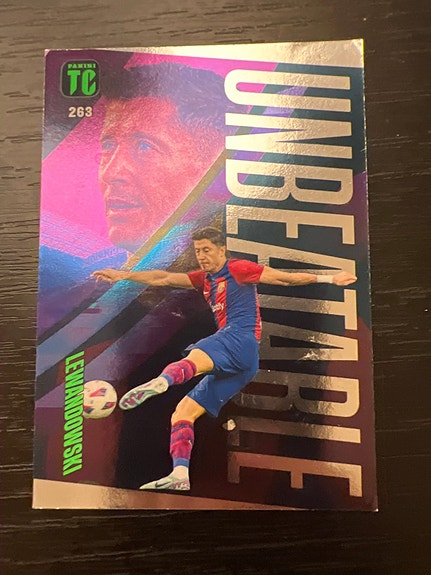 PANINI
TC
263
UNBEATABLE
LEWANDOWSKI